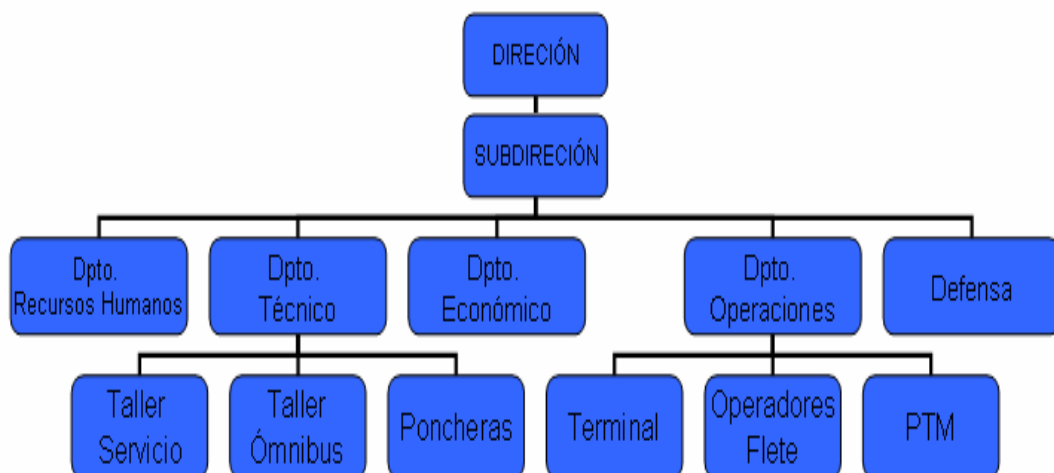 DIRECIÓN
SUBDIRECIÓN
Dpto.
Recursos Humanos
Dpto.
Técnico
Dpto.
Económico
Dpto.
Operaciones
Defensa
Taller
Servicio
Taller
Ómnibus
Poncheras
Terminal
Operadores
Flete
PTM